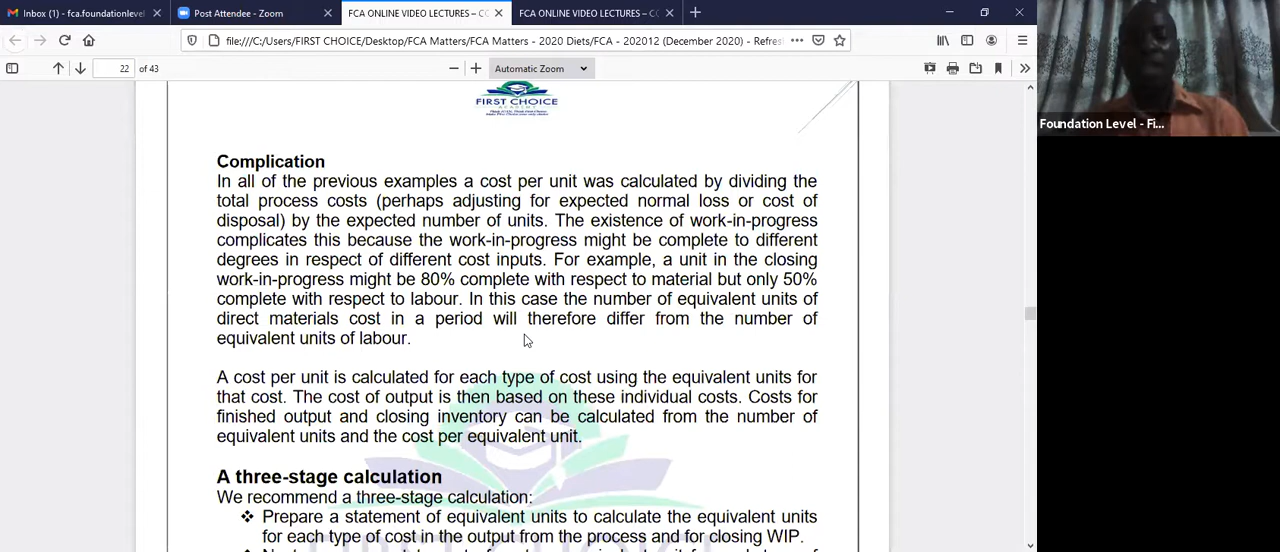 Inbox (1) - fca.foundationlevel
Post Attendee - Zoom
FCA ONLINE VIDEO LECTURES – CO
FCA ONLINE VIDEO LECTURES – CO
file:///C:/Users/FIRST CHOICE/Desktop/FCA Matters/FCA Matters - 2020 Diets/FCA - 202012 (December 2020) - Refres
22 of 43
Automatic Zoom
Foundation Level - Fi...
FIRST CHOICE
Complication
In all of the previous examples a cost per unit was calculated by dividing the
total process costs (perhaps adjusting for expected normal loss or cost of
disposal) by the expected number of units. The existence of work-in-progress
complicates this because the work-in-progress might be complete to different
degrees in respect of different cost inputs. For example, a unit in the closing
work-in-progress might be 80% complete with respect to material but only 50%
complete with respect to labour. In this case the number of equivalent units of
direct materials cost in a period will therefore differ from the number of
equivalent units of labour.
A cost per unit is calculated for each type of cost using the equivalent units for
that cost. The cost of output is then based on these individual costs. Costs for
finished output and closing inventory can be calculated from the number of
equivalent units and the cost per equivalent unit.
A three-stage calculation
We recommend a three-stage calculation:
❖ Prepare a statement of equivalent units to calculate the equivalent units
for each type of cost in the output from the process and for closing WIP.